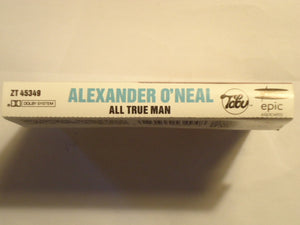 ZT 45349
DOLBY SYSTEM
ALEXANDER O'NEAL
ALL TRUE MAN
Tabu
epic